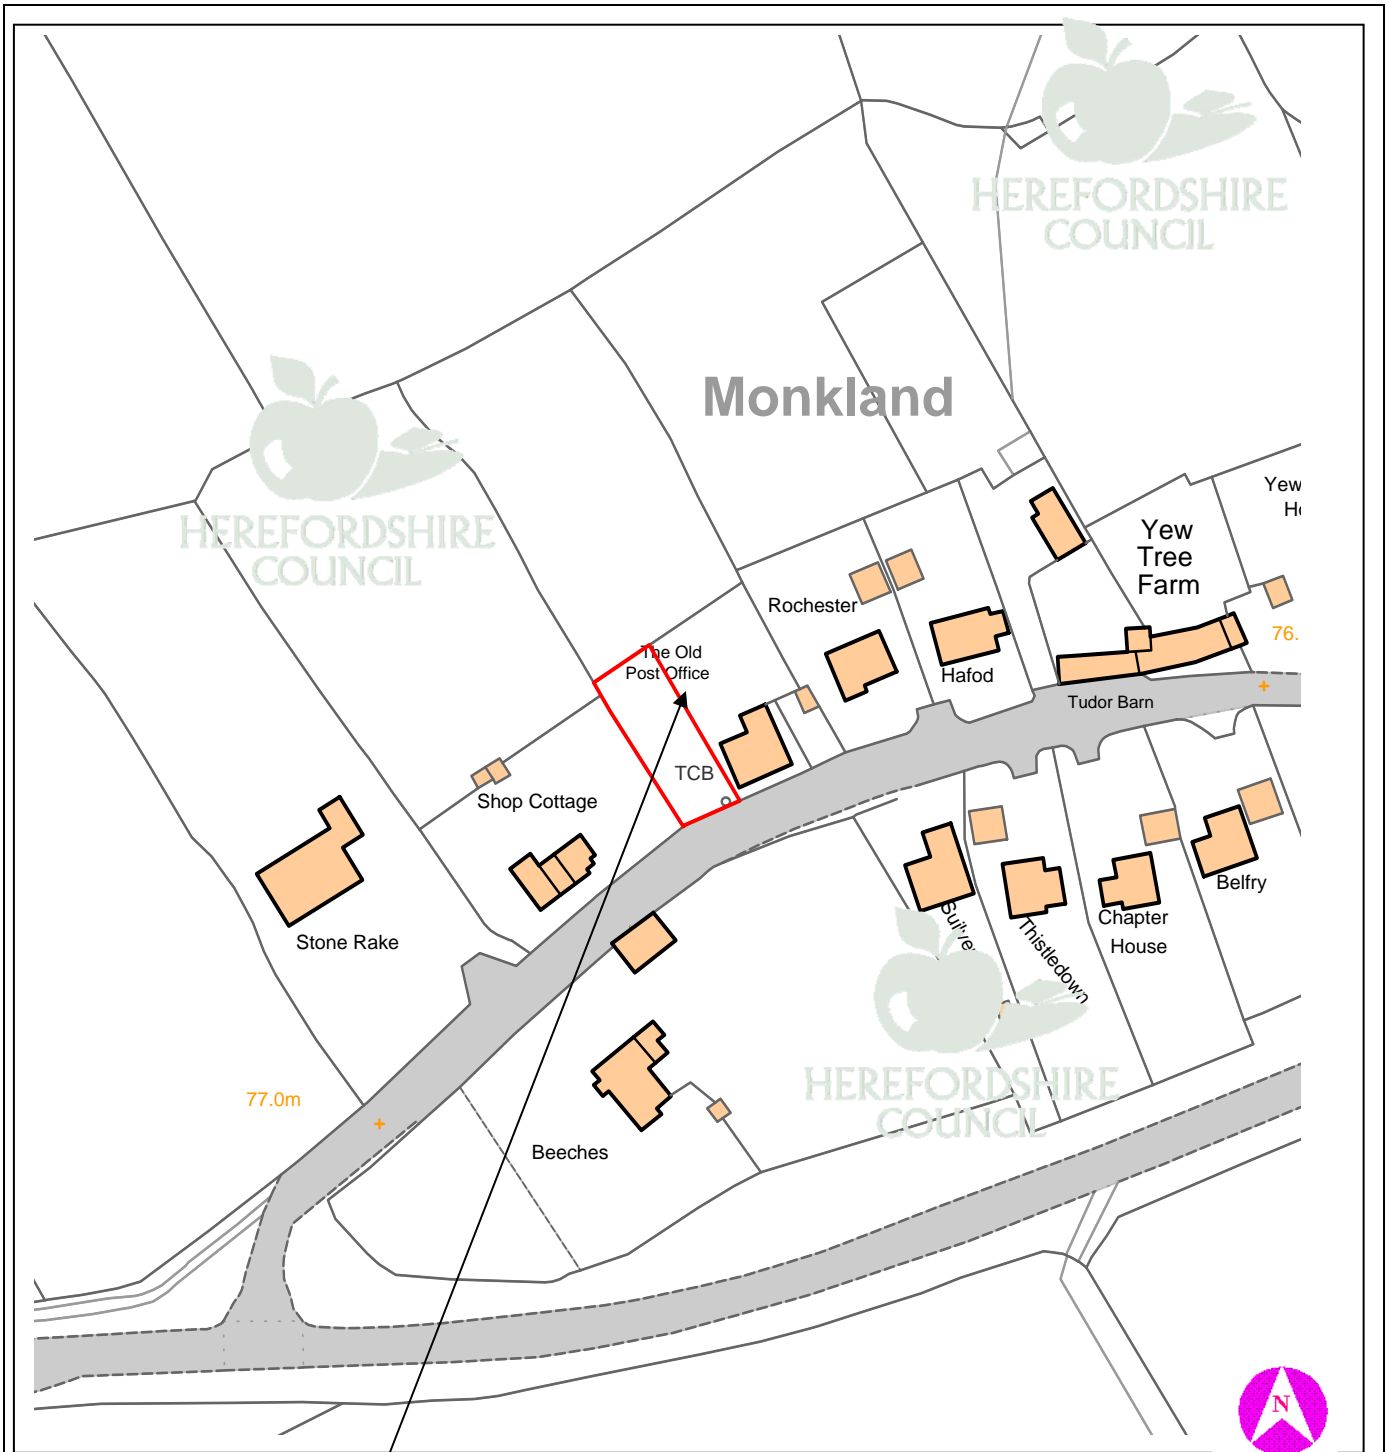 HEREFORDSHIRE
COUNCIL
Monkland
HEREFORDSHIRE
COUNCIL
Yew
Yew
Tree
Farm
Rochester
76.
The Old
Post Office
Hafod
Tudor Barn
TCB
Shop Cottage
Belfry
Chapter
House
Thistledown
Stone Rake
HEREFORDSHIRE
COUNCIL
77.0m
Beeches
N